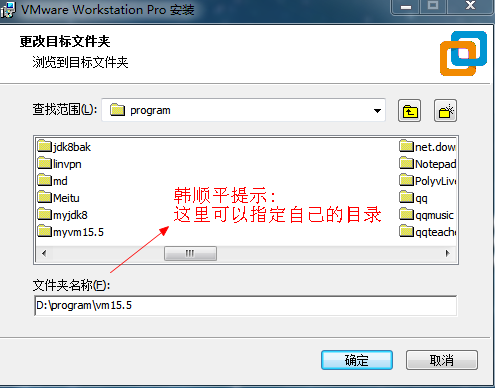 VMware Workstation Pro 安装
更改目标文件夹
浏览到目标文件夹
查找范围(L):
program
jdk8bak
linvpn
md
Meitu
myjdk8
myvm15.5
net.dow
Notepad
PolyvLive
qq
qqmusic
qqteache
韩顺平提示:
这里可以指定自己的目录
文件夹名称(F):
D:\program\vm15.5
确定
取消